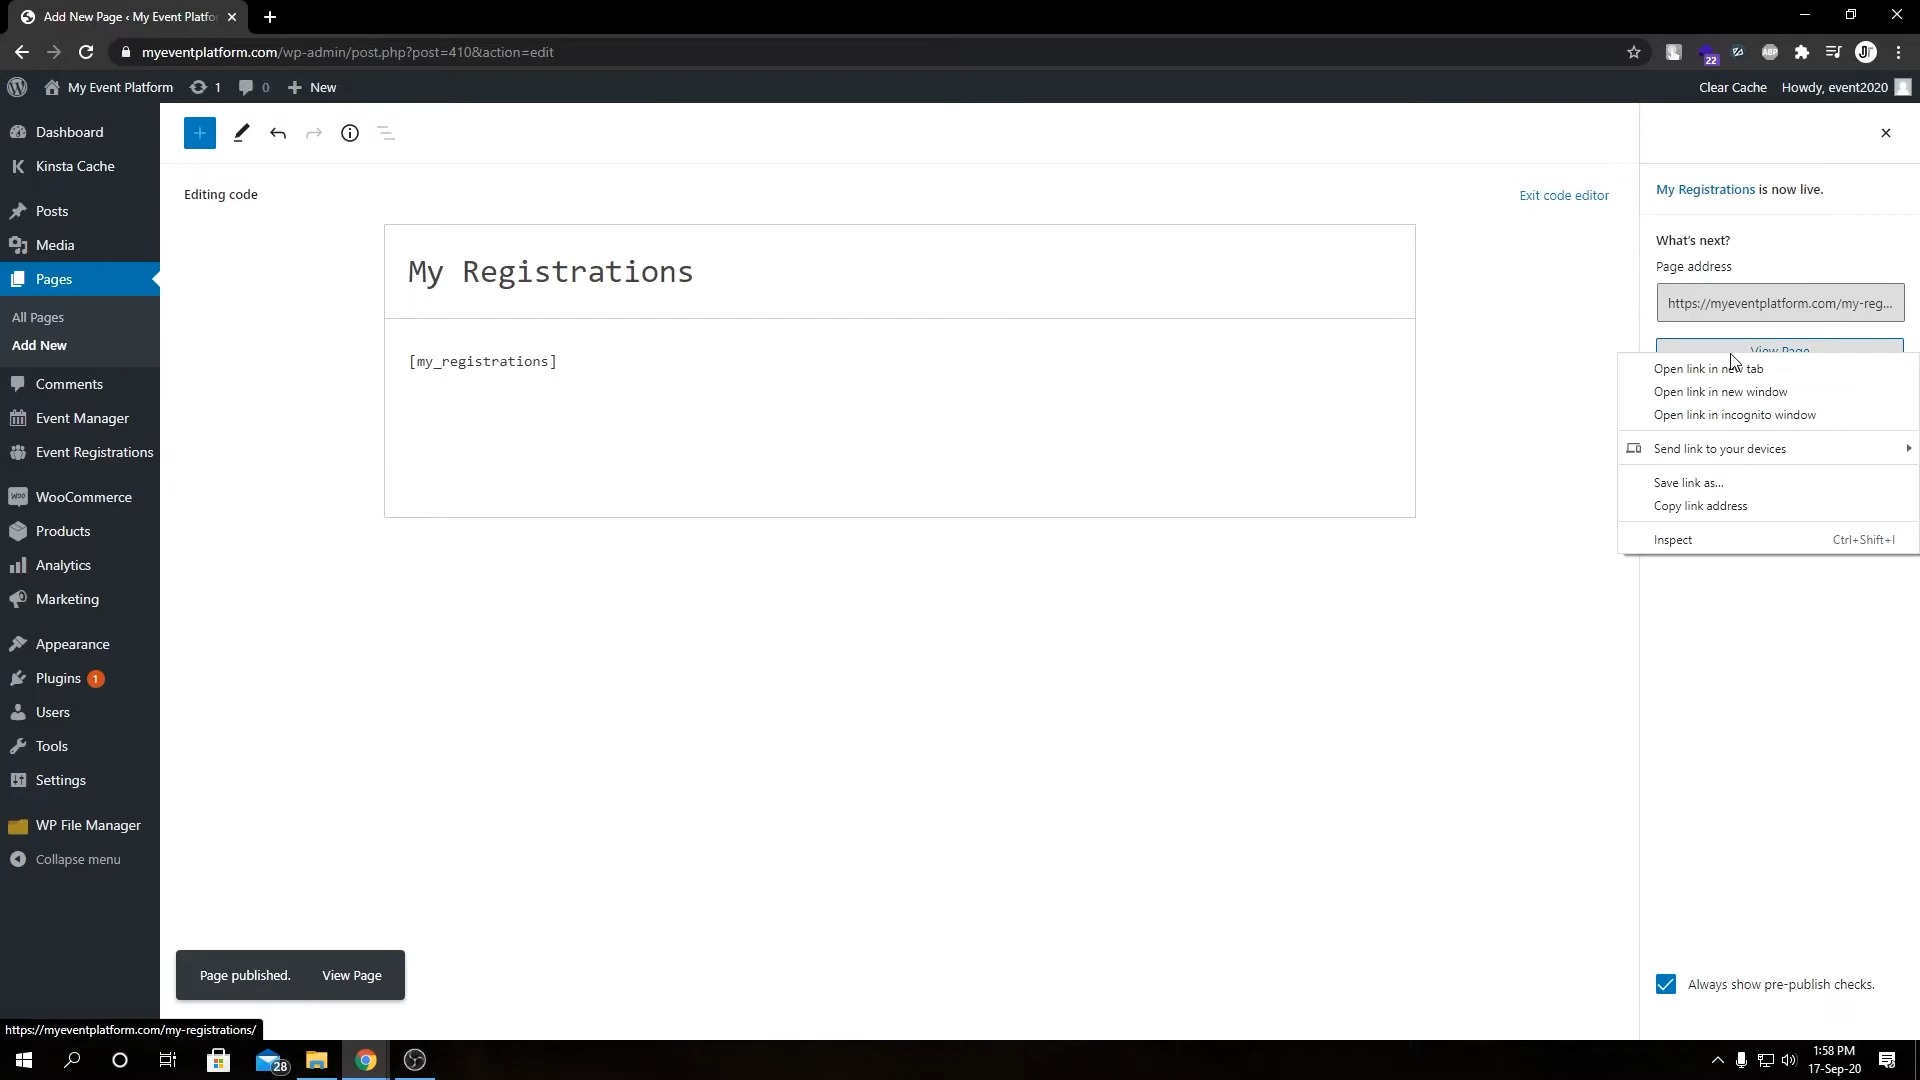 Add New Page ‹ My Event Platfor
myeventplatform.com/wp-admin/post.php?post=410&action=edit
22
ABP
My Event Platform
1
0
New
Clear Cache
Howdy, event2020
Dashboard
Kinsta Cache
Posts
Media
Pages
All Pages
Add New
Comments
Event Manager
Event Registrations
WooCommerce
Products
Analytics
Marketing
Appearance
Plugins 1
Users
Tools
Settings
WP File Manager
Collapse menu
Editing code
Exit code editor
My Registrations
[my_registrations]
My Registrations is now live.
What's next?
Page address
https://myeventplatform.com/my-reg...
View Page
Open link in new tab
Open link in new window
Open link in incognito window
Send link to your devices
Save link as...
Copy link address
Inspect Ctrl+Shift+I
Page published. View Page
Always show pre-publish checks.
https://myeventplatform.com/my-registrations/
28
1:58 PM
17-Sep-20